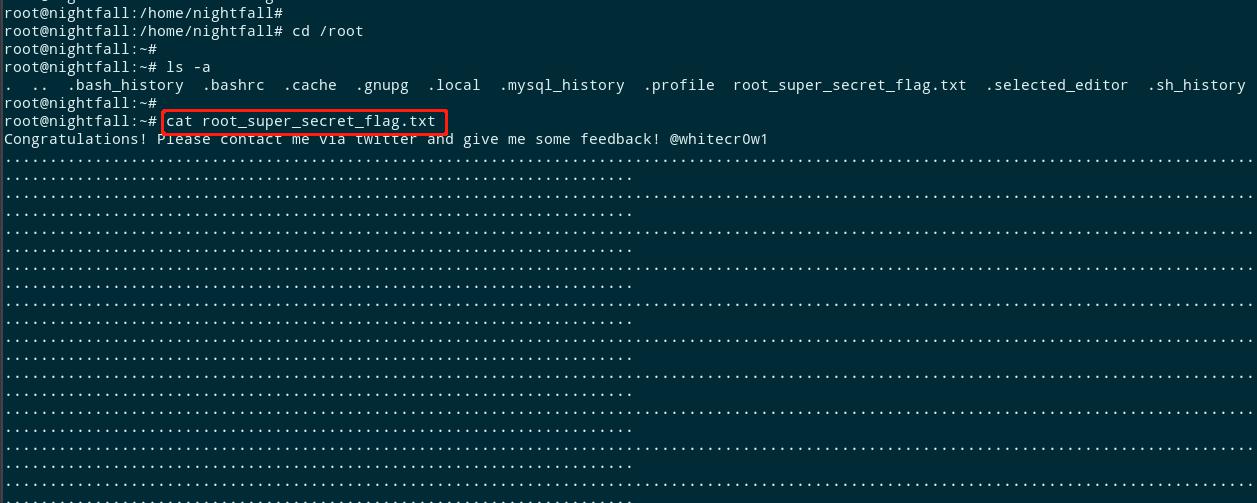 root@nightfall:/home/nightfall#
root@nightfall:/home/nightfall# cd /root
root@nightfall:~#
root@nightfall:~# ls -a
. .. .bash_history .bashrc .cache .gnupg .local .mysql_history .profile root_super_secret_flag.txt .selected_editor .sh_history
root@nightfall:~#
root@nightfall:~# cat root_super_secret_flag.txt
Congratulations! Please contact me via twitter and give me some feedback! @whitecr0w1